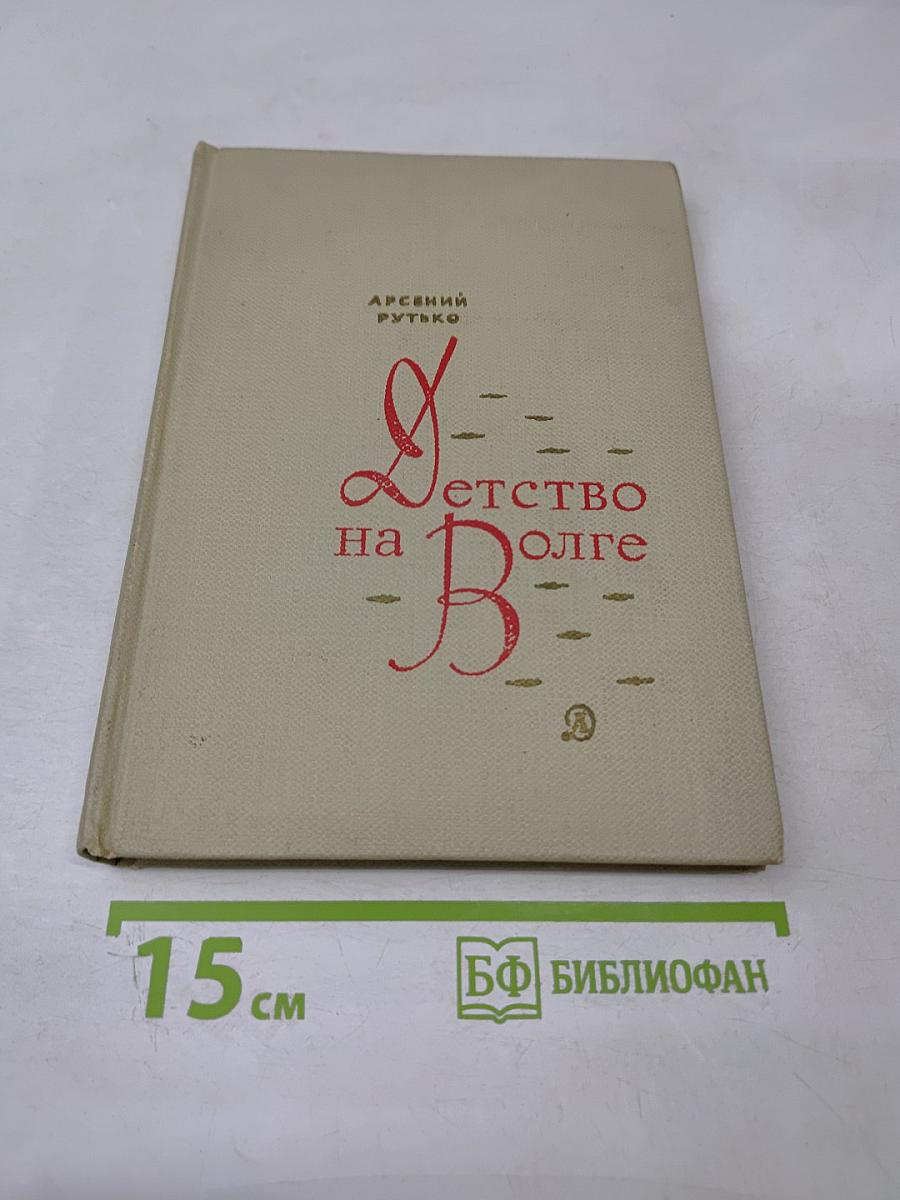 АРСЕНИЙ
РУТЬКО
Детство
на Волге
15 см
БФ БИБЛИОФАН